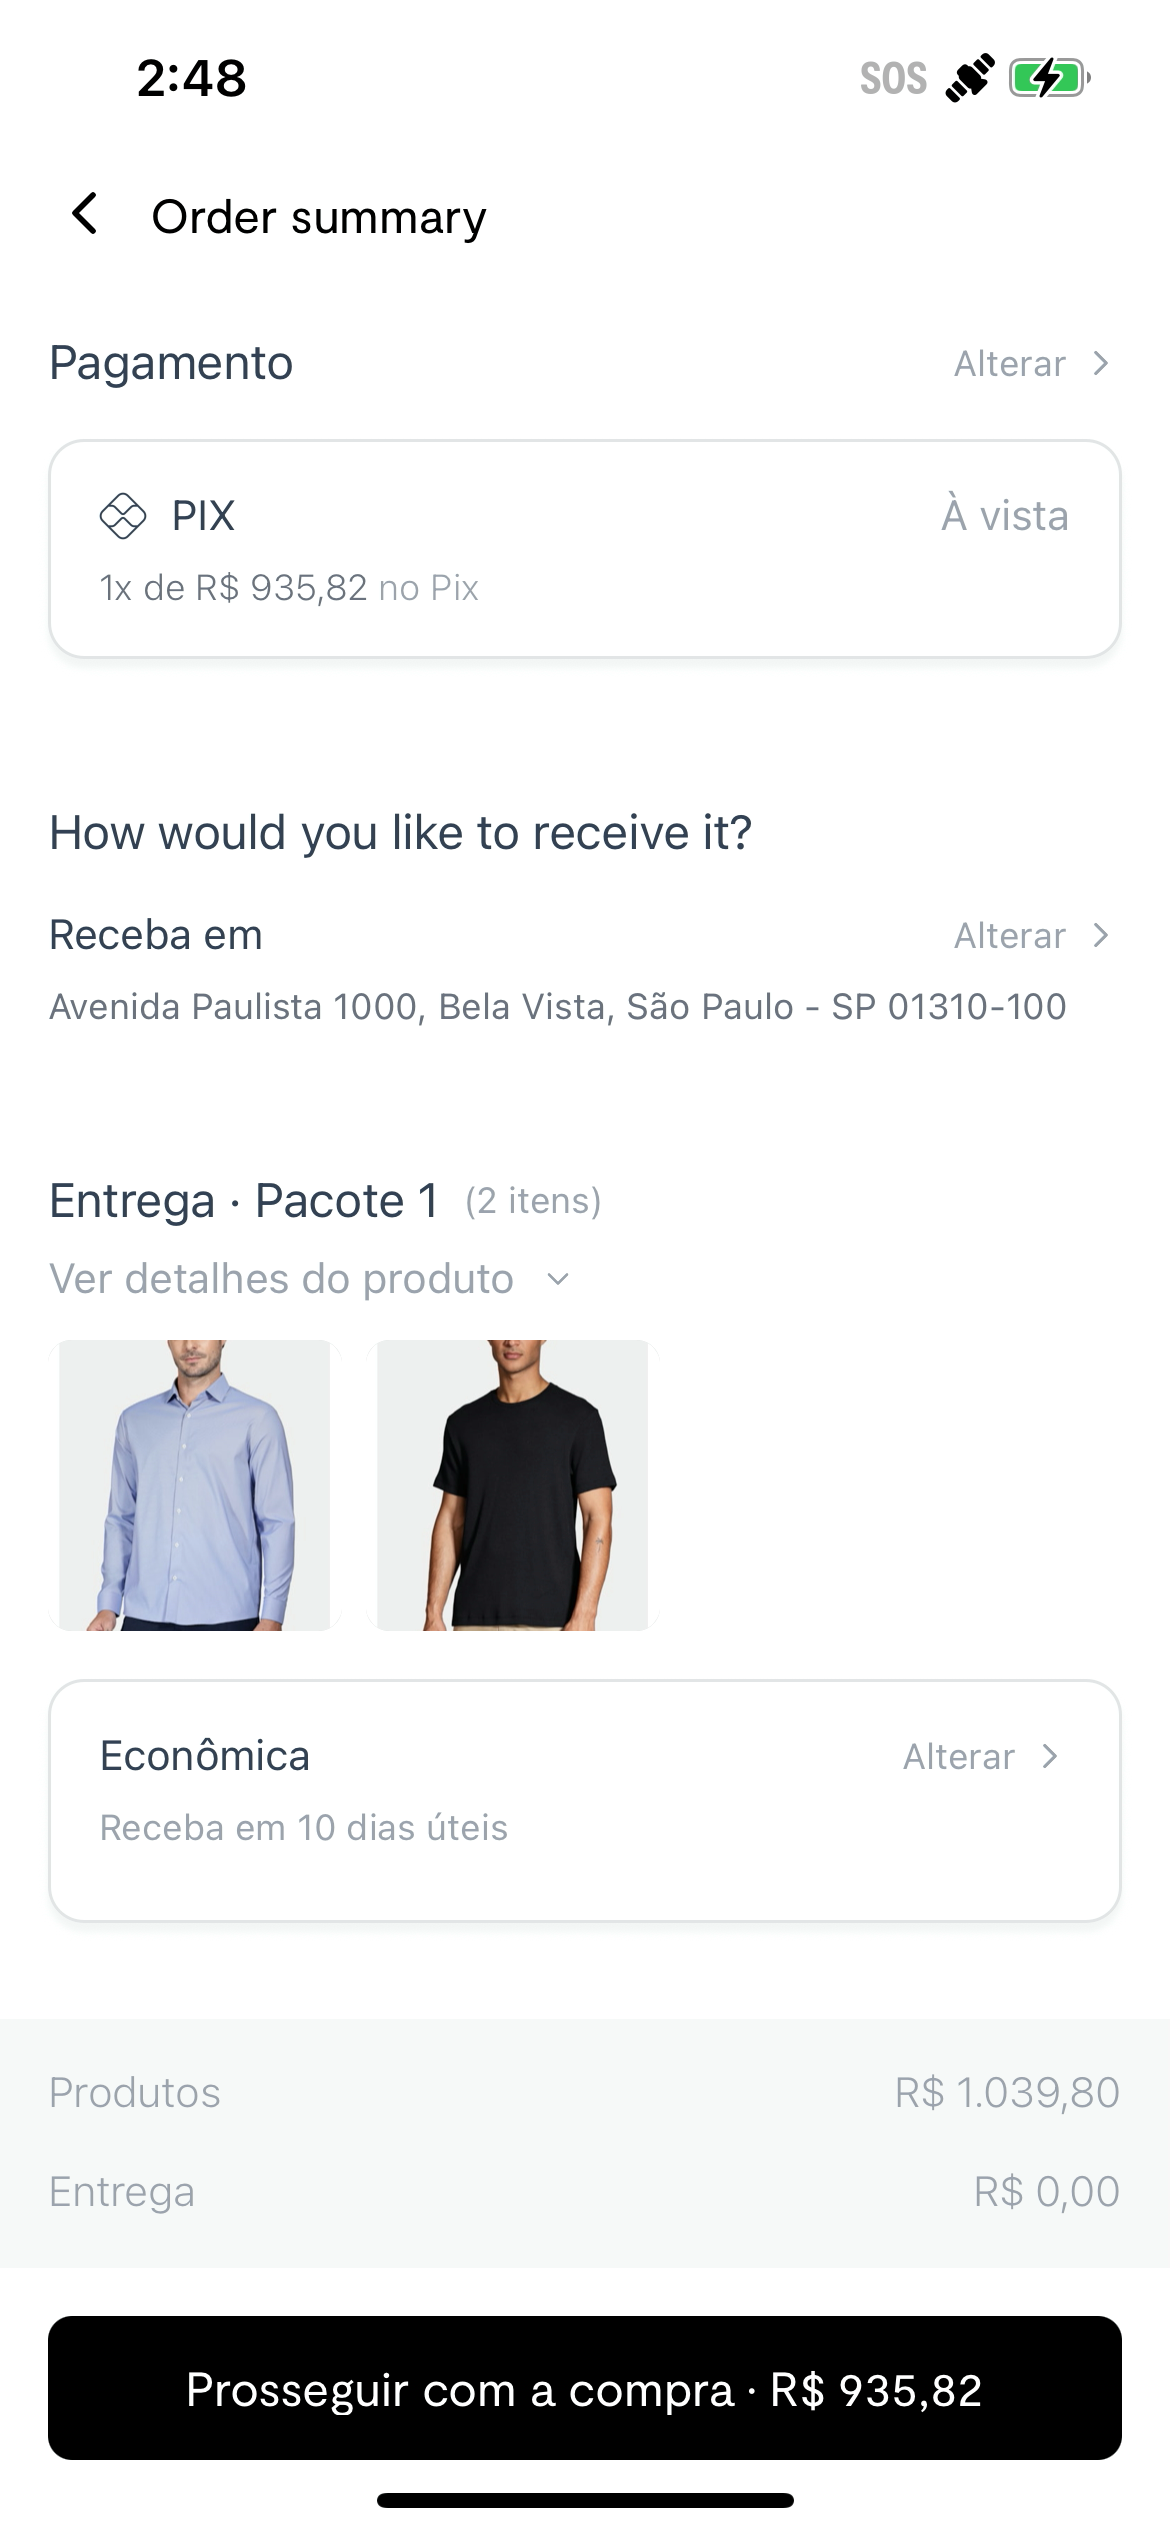 2:48
SOS
Order summary
Pagamento
Alterar
PIX
À vista
1x de R$ 935,82 no Pix
How would you like to receive it?
Receba em
Alterar
Avenida Paulista 1000, Bela Vista, São Paulo - SP 01310-100
Entrega · Pacote 1 (2 itens)
Ver detalhes do produto
Econômica
Alterar
Receba em 10 dias úteis
Produtos
R$ 1.039,80
Entrega
R$ 0,00
Prosseguir com a compra · R$ 935,82